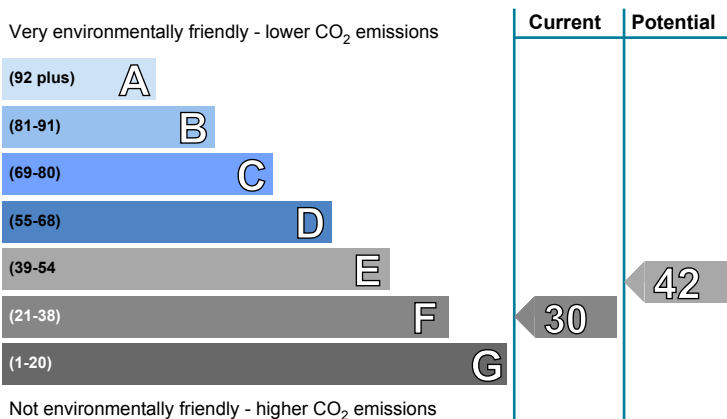 Very environmentally friendly - lower CO₂ emissions
Current
Potential
(92 plus) A
(81-91) B
(69-80) C
(55-68) D
(39-54 E
42
(21-38) F
30
(1-20) G
Not environmentally friendly - higher CO₂ emissions